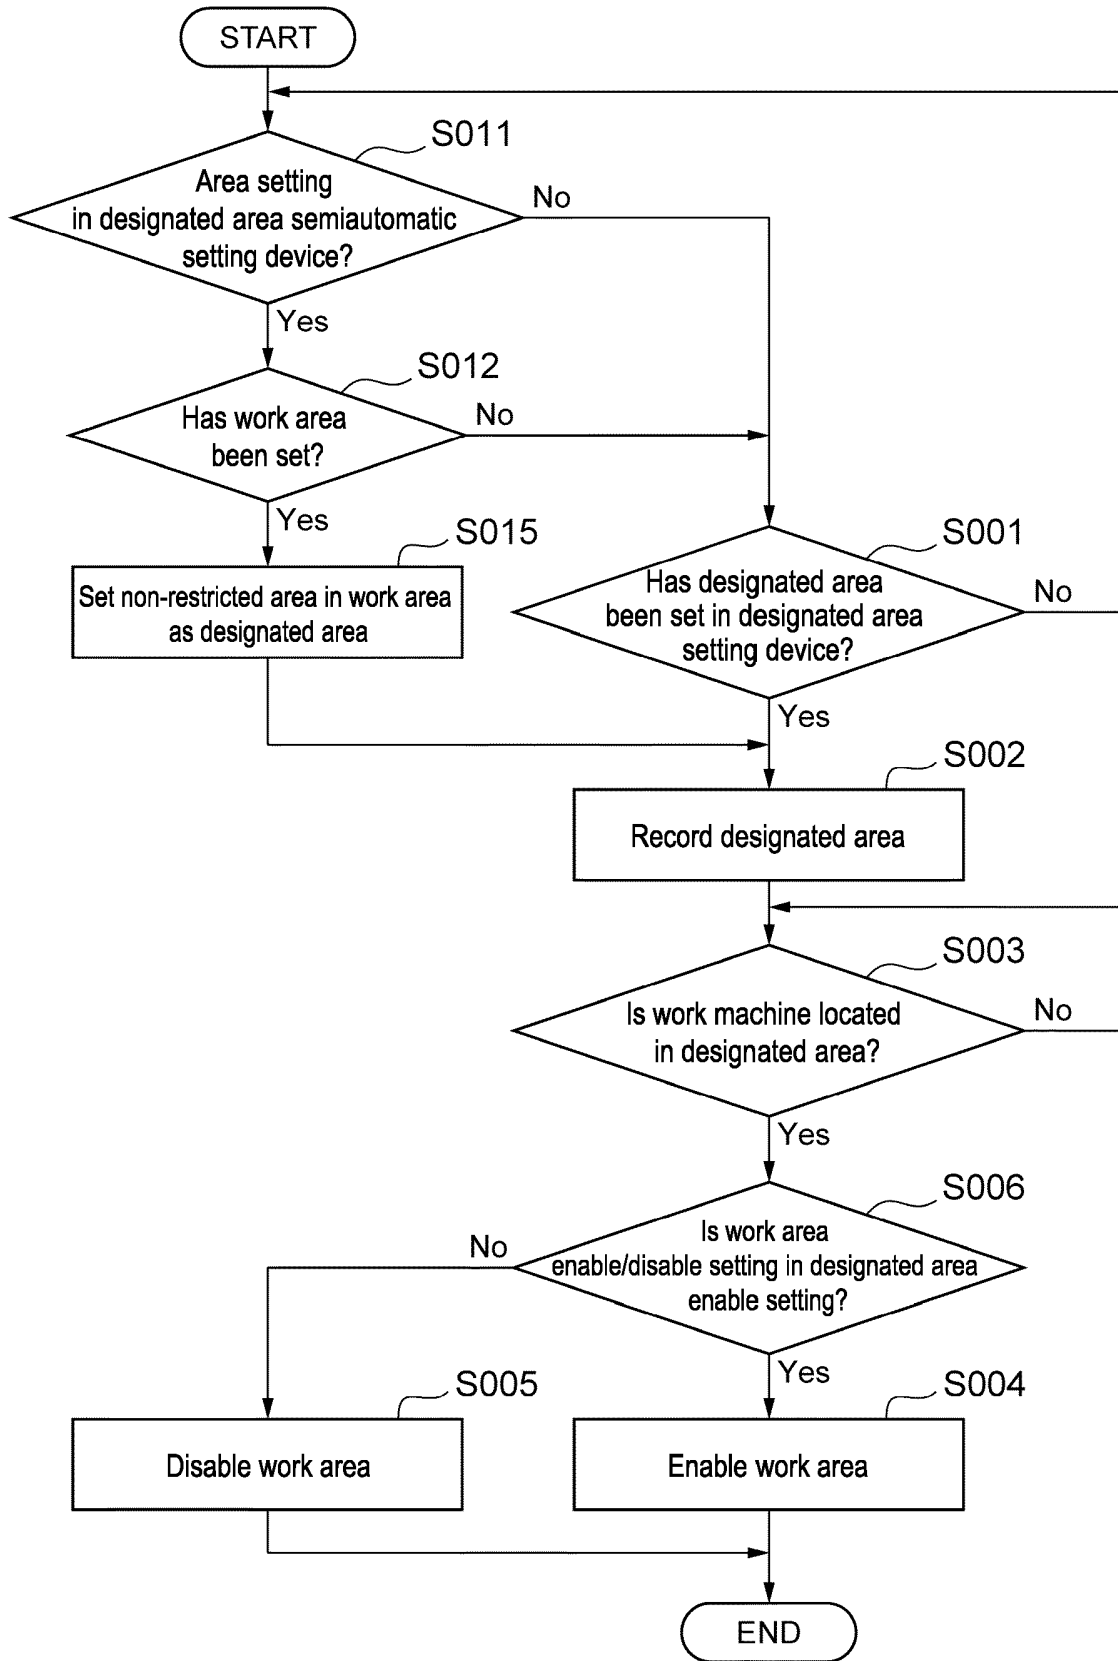 START
S011
Area setting
in designated area semiautomatic
setting device?
No
Yes
S012
Has work area
been set?
No
Yes
S015
Set non-restricted area in work area
as designated area
S001
Has designated area
been set in designated area
setting device?
No
Yes
S002
Record designated area
S003
Is work machine located
in designated area?
No
Yes
S006
Is work area
enable/disable setting in designated area
enable setting?
No
Yes
S005
Disable work area
S004
Enable work area
END